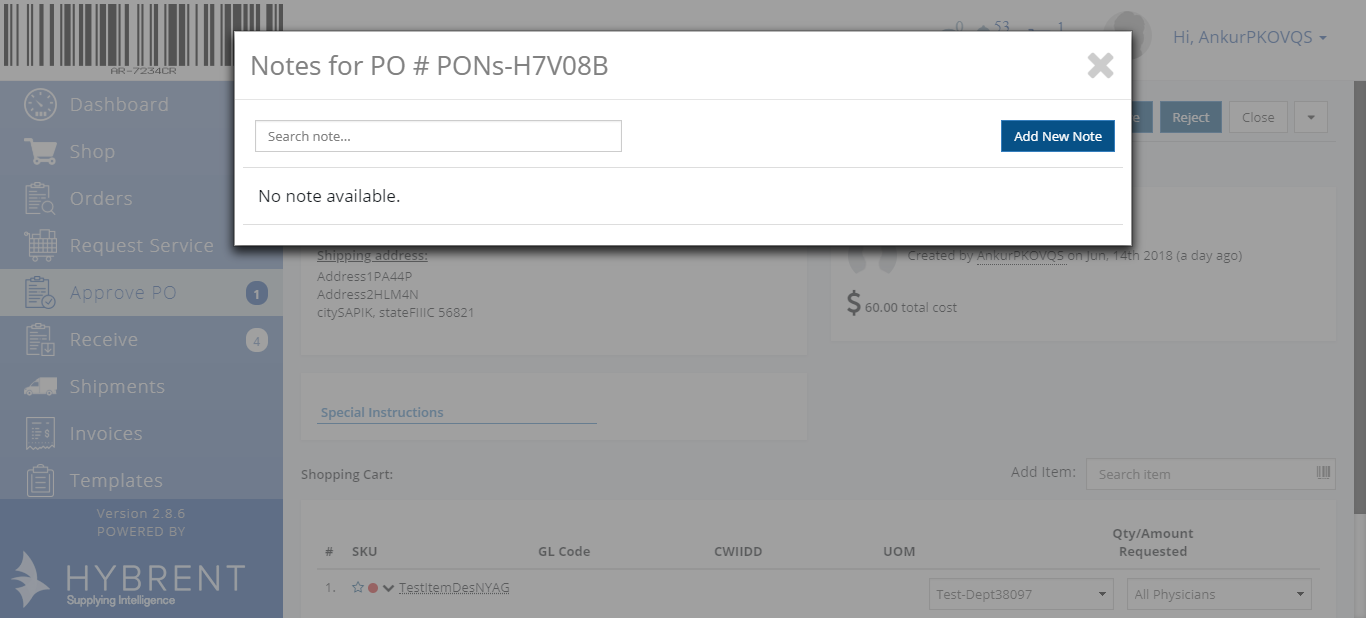 AR-7234CR
0 53 1
Hi, AnkurPKOVQS
Notes for PO # PONs-H7V08B
Search note...
Add New Note
No note available.
Reject
Close
Dashboard
Shop
Orders
Request Service
Approve PO 1
Receive 4
Shipments
Invoices
Templates
Version 2.8.6
POWERED BY
HYBRENT
Supplying Intelligence
Shipping address:
Address1PA44P
Address2HLM4N
citySAPIK, stateFIIIC 56821
Created by AnkurPKOVQS on Jun, 14th 2018 (a day ago)
$ 60.00 total cost
Special Instructions
Shopping Cart:
Add Item:
Search item
# SKU GL Code CWIIDD UOM Qty/Amount
Requested
1. TestitemDesNYAG
Test-Dept38097
All Physicians